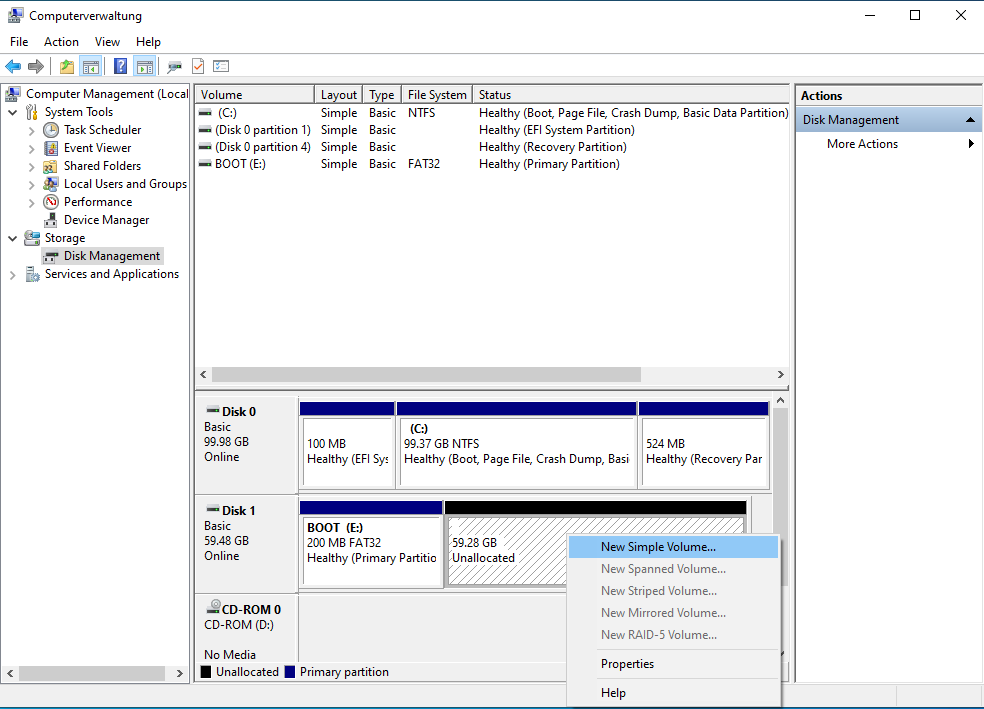 Computerverwaltung
File Action View Help
Computer Management (Local
System Tools
Task Scheduler
Event Viewer
Shared Folders
Local Users and Groups
Performance
Device Manager
Storage
Disk Management
Services and Applications
Volume Layout Type File System Status
(C:) Simple Basic NTFS Healthy (Boot, Page File, Crash Dump, Basic Data Partition)
(Disk 0 partition 1) Simple Basic Healthy (EFI System Partition)
(Disk 0 partition 4) Simple Basic Healthy (Recovery Partition)
BOOT (E:) Simple Basic FAT32 Healthy (Primary Partition)
Actions
Disk Management
More Actions
Disk 0
Basic
99.98 GB
Online
100 MB
Healthy (EFI Sys
(C:)
99.37 GB NTFS
Healthy (Boot, Page File, Crash Dump, Basi
524 MB
Healthy (Recovery Par
Disk 1
Basic
59.48 GB
Online
BOOT (E:)
200 MB FAT32
Healthy (Primary Partitio
59.28 GB
Unallocated
CD-ROM 0
CD-ROM (D:)
No Media
Unallocated Primary partition
New Simple Volume...
New Spanned Volume...
New Striped Volume...
New Mirrored Volume...
New RAID-5 Volume...
Properties
Help